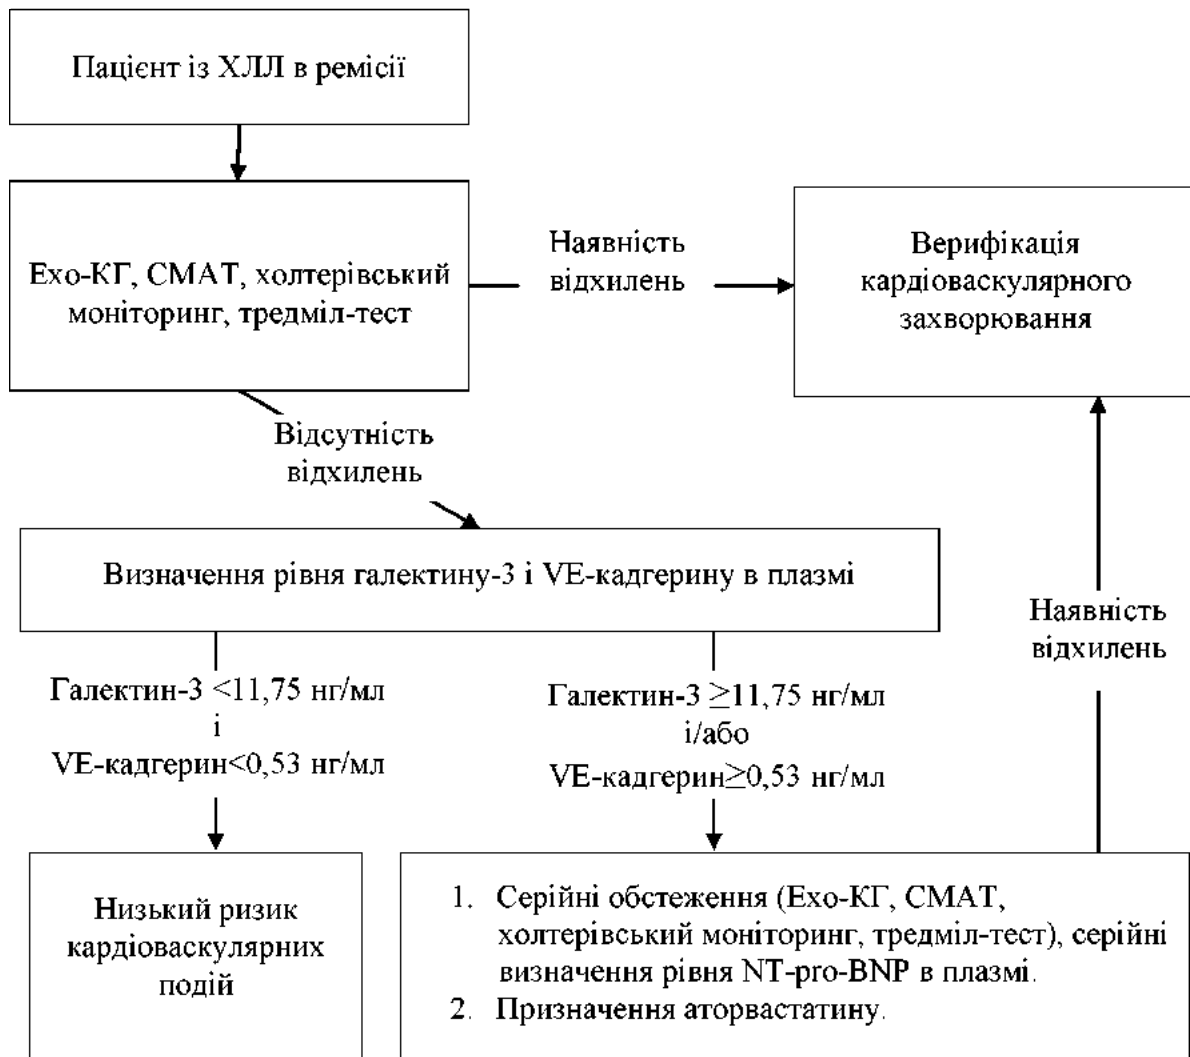 Пацієнт із ХЛЛ в ремісії
Ехо-КГ, СМАТ, холтерівський
моніторинг, тредміл-тест
Наявність
відхилень
Верифікація
кардіоваскулярного
захворювання
Відсутність
відхилень
Визначення рівня галектину-3 і VE-кадгерину в плазмі
Наявність
відхилень
Галектин-3 <11,75 нг/мл
і
VE-кадгерин<0,53 нг/мл
Галектин-3 ≥11,75 нг/мл
і/або
VE-кадгерин≥0,53 нг/мл
Низький ризик
кардіоваскулярних
подій
1. Серійні обстеження (Ехо-КГ, СМАТ,
холтерівський моніторинг, тредміл-тест), серійні
визначення рівня NT-pro-BNP в плазмі.
2. Призначення аторвастатину.